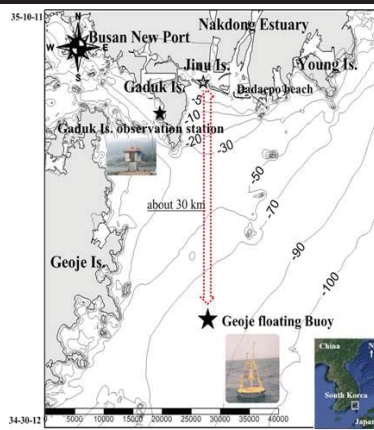 35-10-11
N
W
E
S
Busan New Port
Nakdong Estuary
Jinu Is.
Young Is.
Gaduk Is.
Dadaepo beach
-5
-10
-20
-30
Gaduk Is. observation station
-50
-70
about 30 km
-90
-100
Geoje Is.
Geoje floating Buoy
China
N
South Korea
Japan
34-30-12
0 5000 10000 15000 20000 25000 30000 35000 40000